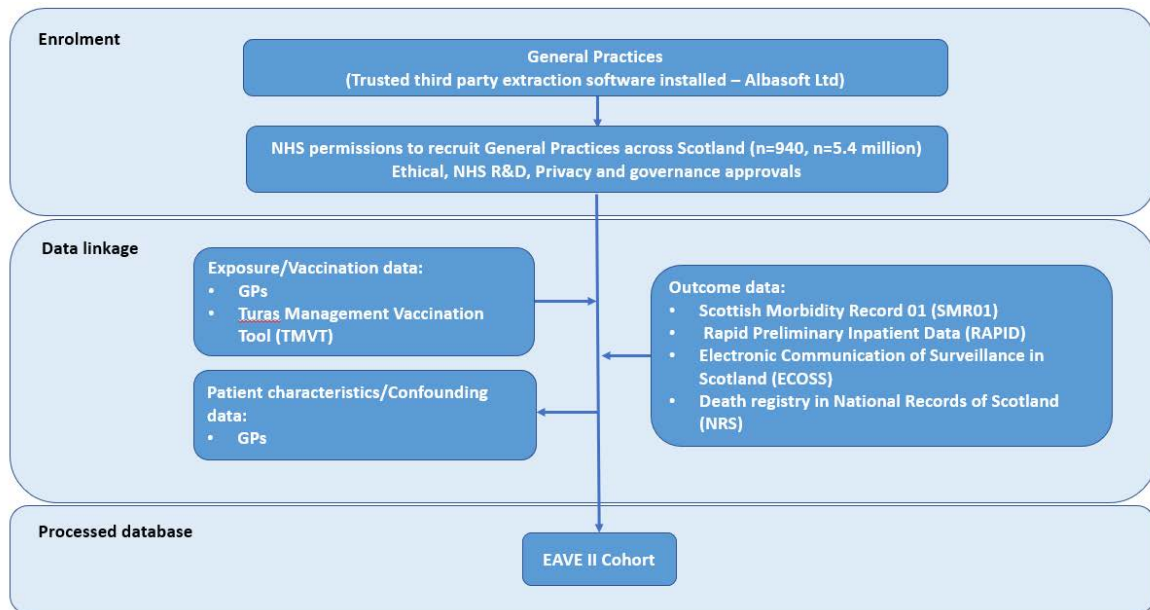 Enrolment
General Practices
(Trusted third party extraction software installed – Albasoft Ltd)
NHS permissions to recruit General Practices across Scotland (n=940, n=5.4 million)
Ethical, NHS R&D, Privacy and governance approvals
Data linkage
Exposure/Vaccination data:
• GPs
• Turas Management Vaccination
Tool (TMVT)
Patient characteristics/Confounding
data:
• GPs
Outcome data:
• Scottish Morbidity Record 01 (SMR01)
• Rapid Preliminary Inpatient Data (RAPID)
• Electronic Communication of Surveillance in
Scotland (ECOSS)
• Death registry in National Records of Scotland
(NRS)
Processed database
EAVE II Cohort